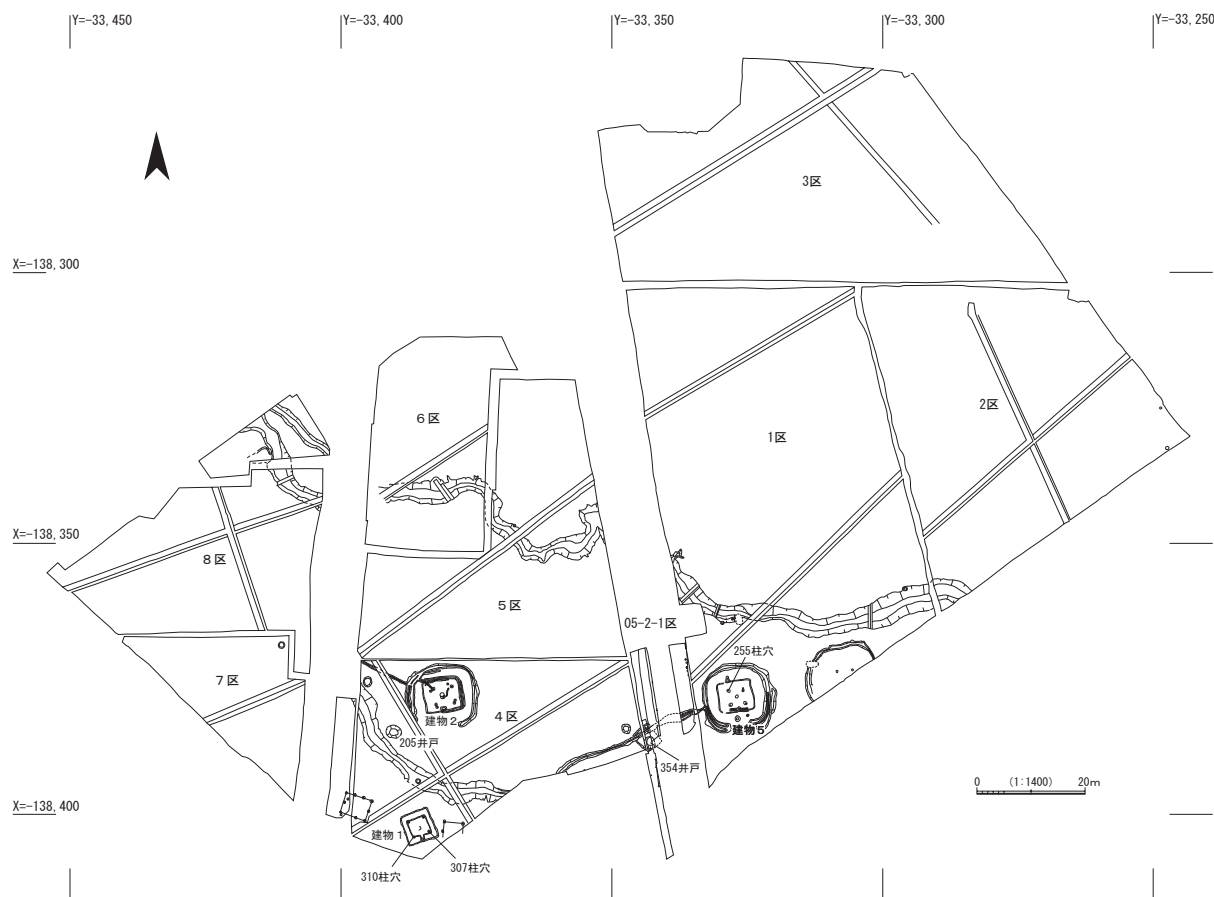 Y=-33,450
Y=-33,400
Y=-33,350
Y=-33,300
Y=-33,250
3区
X=-138,300
6区
2区
1区
X=-138,350
8区
5区
05-2-1区
255柱穴
7区
4区
建物2
建物5
205井戸
354井戸
0 (1:1400) 20m
X=-138,400
建物1
310柱穴
307柱穴